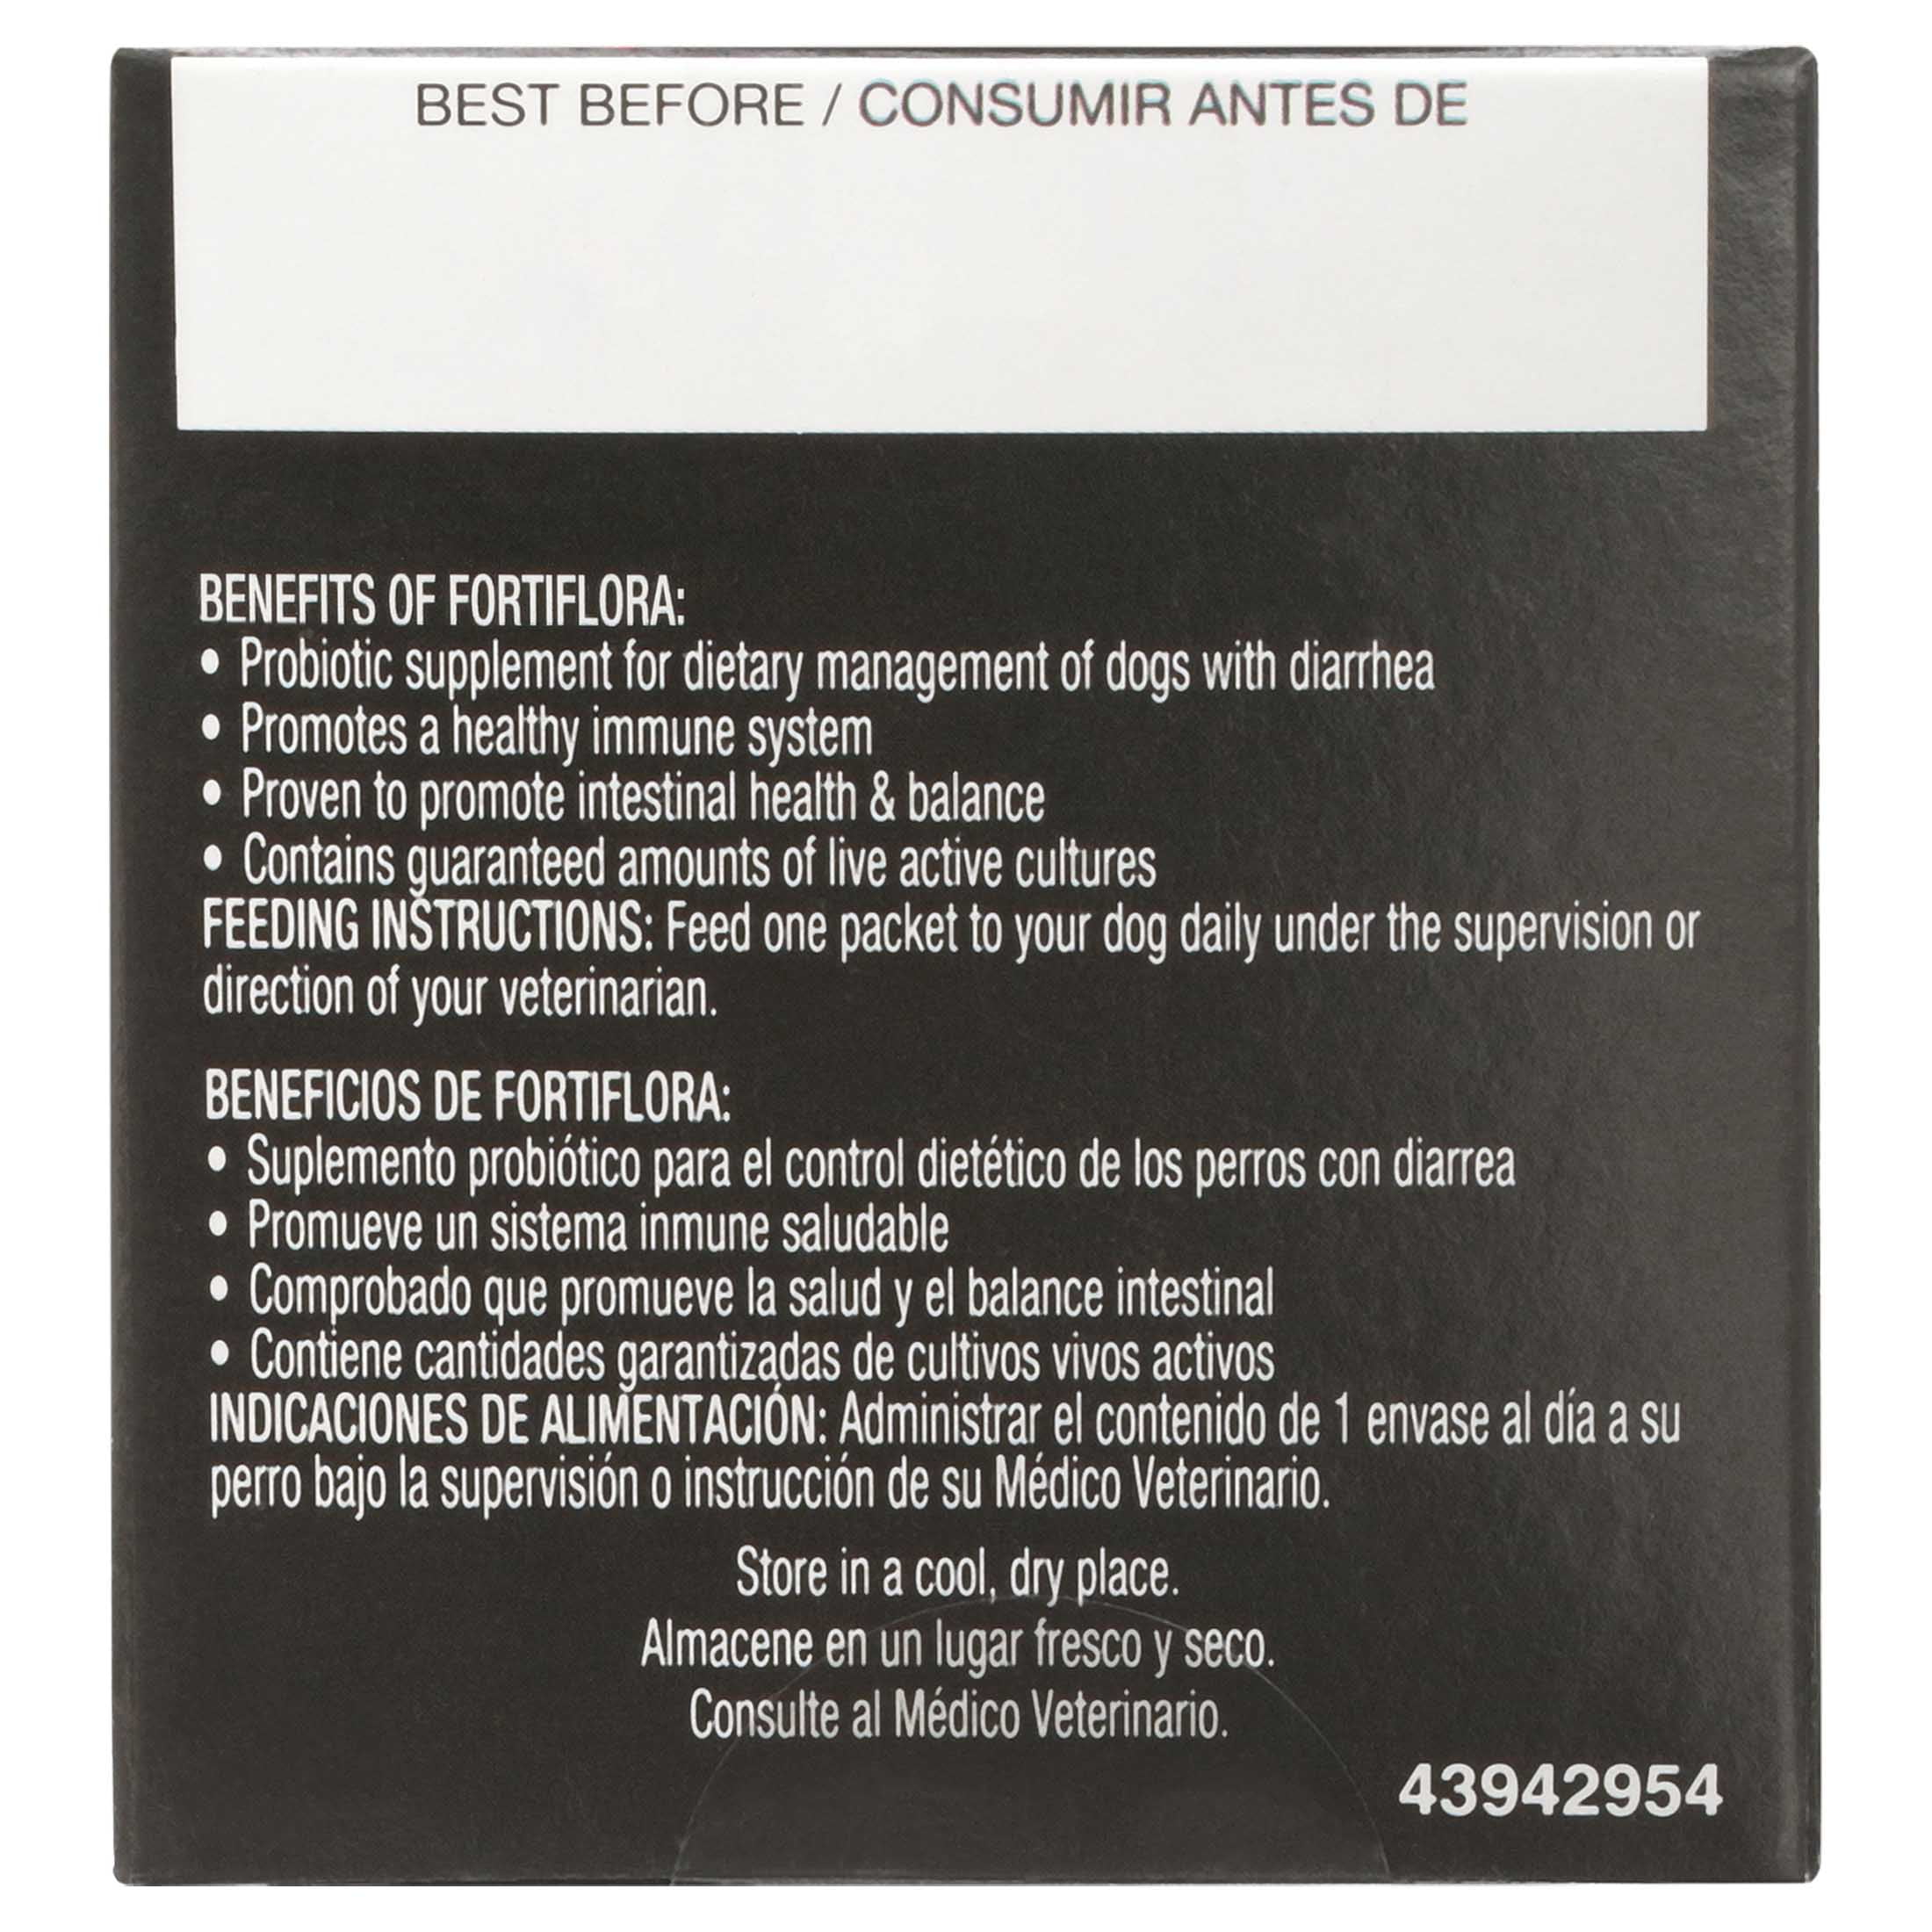 BEST BEFORE / CONSUMIR ANTES DE
BENEFITS OF FORTIFLORA:
• Probiotic supplement for dietary management of dogs with diarrhea
• Promotes a healthy immune system
• Proven to promote intestinal health & balance
• Contains guaranteed amounts of live active cultures
FEEDING INSTRUCTIONS: Feed one packet to your dog daily under the supervision or
direction of your veterinarian.
BENEFICIOS DE FORTIFLORA:
• Suplemento probiótico para el control dietético de los perros con diarrea
• Promueve un sistema inmune saludable
• Comprobado que promueve la salud y el balance intestinal
• Contiene cantidades garantizadas de cultivos vivos activos
INDICACIONES DE ALIMENTACIÓN: Administrar el contenido de 1 envase al día a su
perro bajo la supervisión o instrucción de su Médico Veterinario.
Store in a cool, dry place.
Almacene en un lugar fresco y seco.
Consulte al Médico Veterinario.
43942954